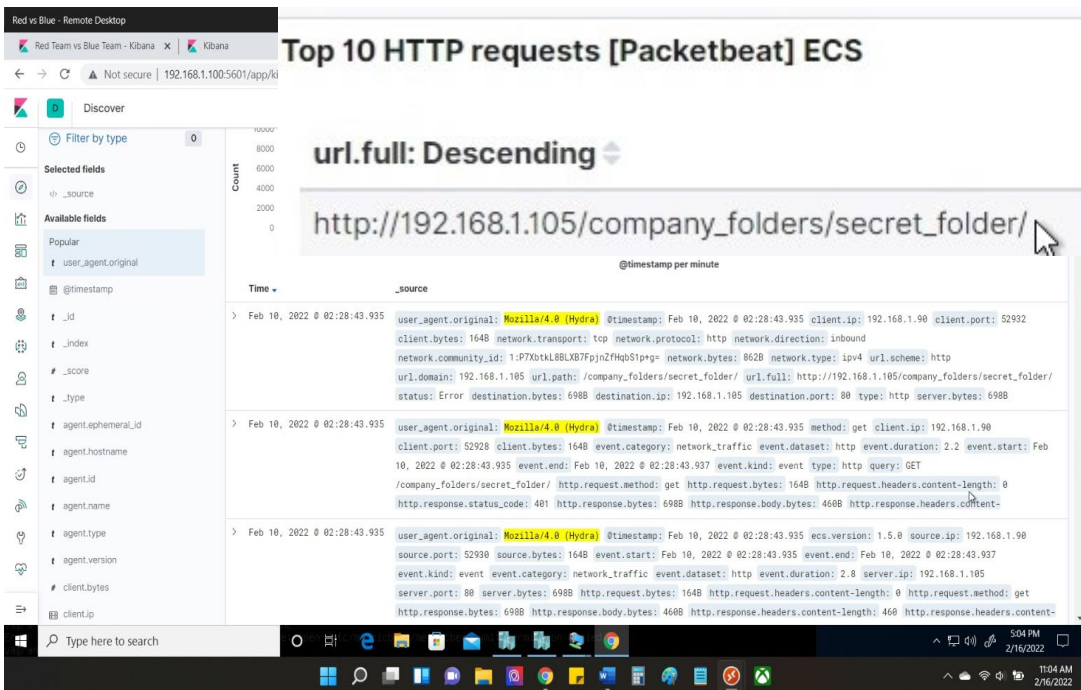 Red vs Blue - Remote Desktop
Red Team vs Blue Team - Kibana
Kibana
Not secure | 192.168.1.100:5601/app/ki
Top 10 HTTP requests [Packetbeat] ECS
url.full: Descending
http://192.168.1.105/company_folders/secret_folder/
D Discover
Filter by type 0
Selected fields
</> _source
Available fields
Popular
t user_agent.original
@timestamp
t _id
t _index
# _score
t _type
t agent.ephemeral_id
t agent.hostname
t agent.id
t agent.name
t agent.type
t agent.version
# client.bytes
client.ip
Count
10000
8000
6000
4000
2000
0
@timestamp per minute
Time _source
Feb 10, 2022 @ 02:28:43.935
user_agent.original: Mozilla/4.0 (Hydra) @timestamp: Feb 10, 2022 @ 02:28:43.935 client.ip: 192.168.1.90 client.port: 52932
client.bytes: 164B network.transport: tcp network.protocol: http network.direction: inbound
network.community_id: 1:P7XbtkL8BLXB7FpjnZfHqbS1p+g= network.bytes: 862B network.type: ipv4 url.scheme: http
url.domain: 192.168.1.105 url.path: /company_folders/secret_folder/ url.full: http://192.168.1.105/company_folders/secret_folder/
status: Error destination.bytes: 698B destination.ip: 192.168.1.105 destination.port: 80 type: http server.bytes: 698B
Feb 10, 2022 @ 02:28:43.935
user_agent.original: Mozilla/4.0 (Hydra) @timestamp: Feb 10, 2022 @ 02:28:43.935 method: get client.ip: 192.168.1.90
client.port: 52928 client.bytes: 164B event.category: network_traffic event.dataset: http event.duration: 2.2 event.start: Feb
10, 2022 @ 02:28:43.935 event.end: Feb 10, 2022 @ 02:28:43.937 event.kind: event type: http query: GET
/company_folders/secret_folder/ http.request.method: get http.request.bytes: 164B http.request.headers.content-length: 0
http.response.status_code: 401 http.response.bytes: 698B http.response.body.bytes: 460B http.response.headers.content-
Feb 10, 2022 @ 02:28:43.935
user_agent.original: Mozilla/4.0 (Hydra) @timestamp: Feb 10, 2022 @ 02:28:43.935 ecs.version: 1.5.0 source.ip: 192.168.1.90
source.port: 52930 source.bytes: 164B event.start: Feb 10, 2022 @ 02:28:43.935 event.end: Feb 10, 2022 @ 02:28:43.937
event.kind: event event.category: network_traffic event.dataset: http event.duration: 2.8 server.ip: 192.168.1.105
server.port: 80 server.bytes: 698B http.request.bytes: 164B http.request.headers.content-length: 0 http.request.method: get
http.response.bytes: 698B http.response.body.bytes: 460B http.response.headers.content-length: 460 http.response.headers.content-
Type here to search
5:04 PM
2/16/2022
11:04 AM
2/16/2022